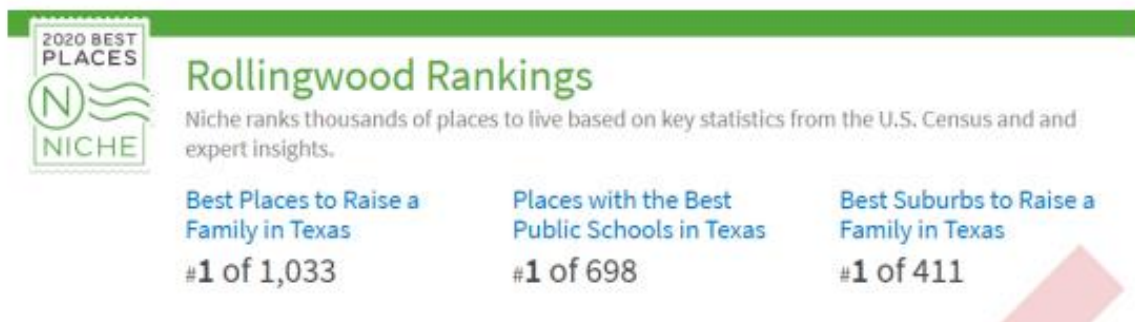 2020 BEST
PLACES
N
NICHE
Rollingwood Rankings
Niche ranks thousands of places to live based on key statistics from the U.S. Census and and
expert insights.
Best Places to Raise a
Family in Texas
#1 of 1,033
Places with the Best
Public Schools in Texas
#1 of 698
Best Suburbs to Raise a
Family in Texas
#1 of 411